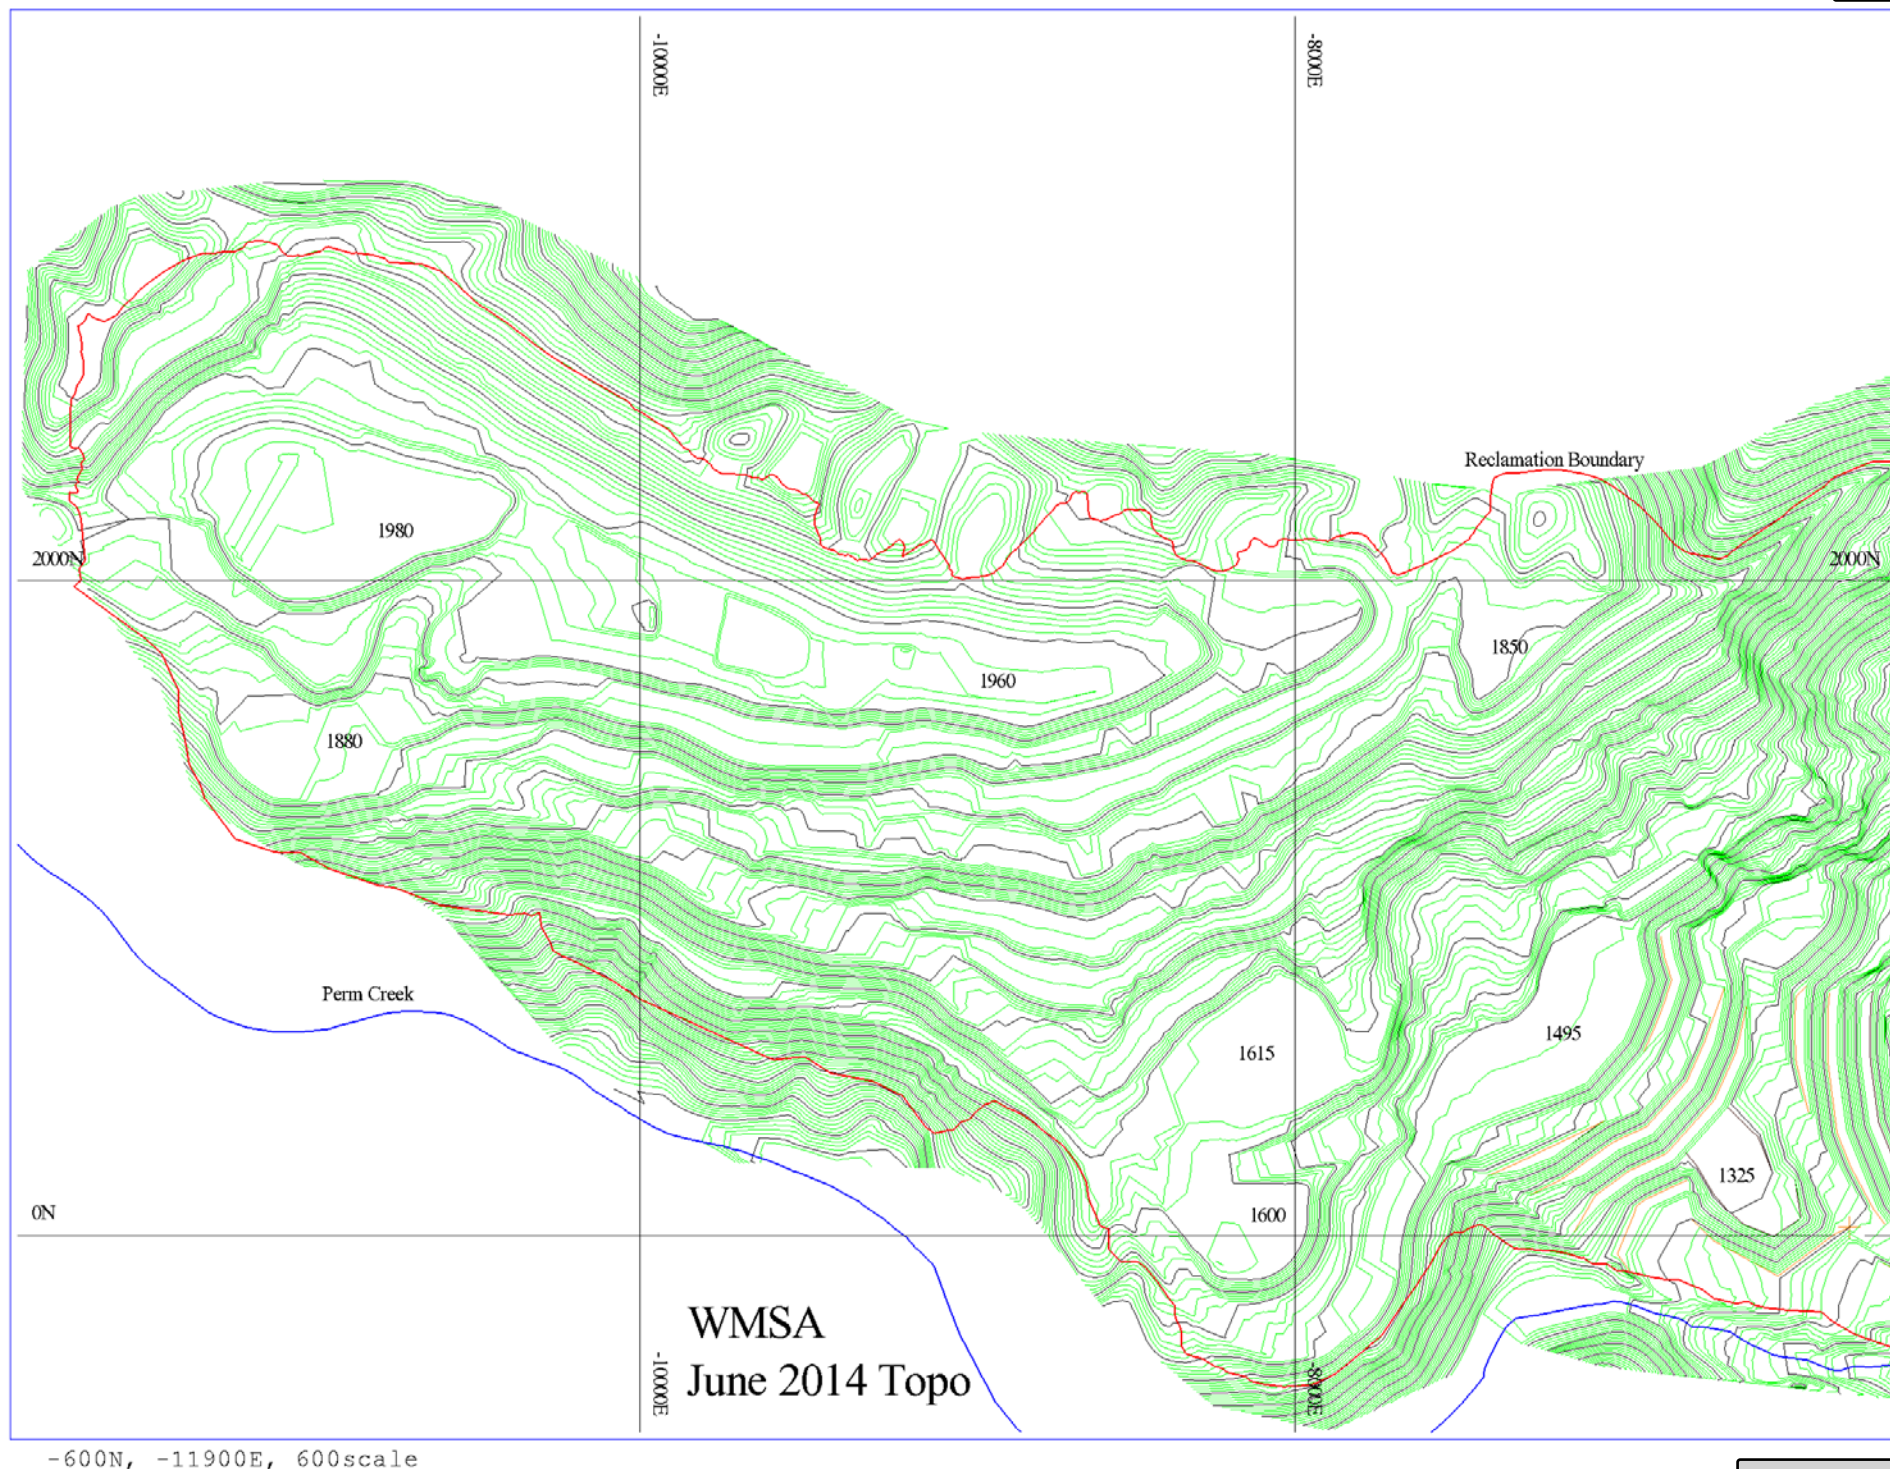 -10000E
-8000E
Reclamation Boundary
1980
2000N
2000N
1850
1960
1880
Perm Creek
1615
1495
1325
0N
1600
WMSA
June 2014 Topo
-10000E
-8000E
-600N, -11900E, 600scale